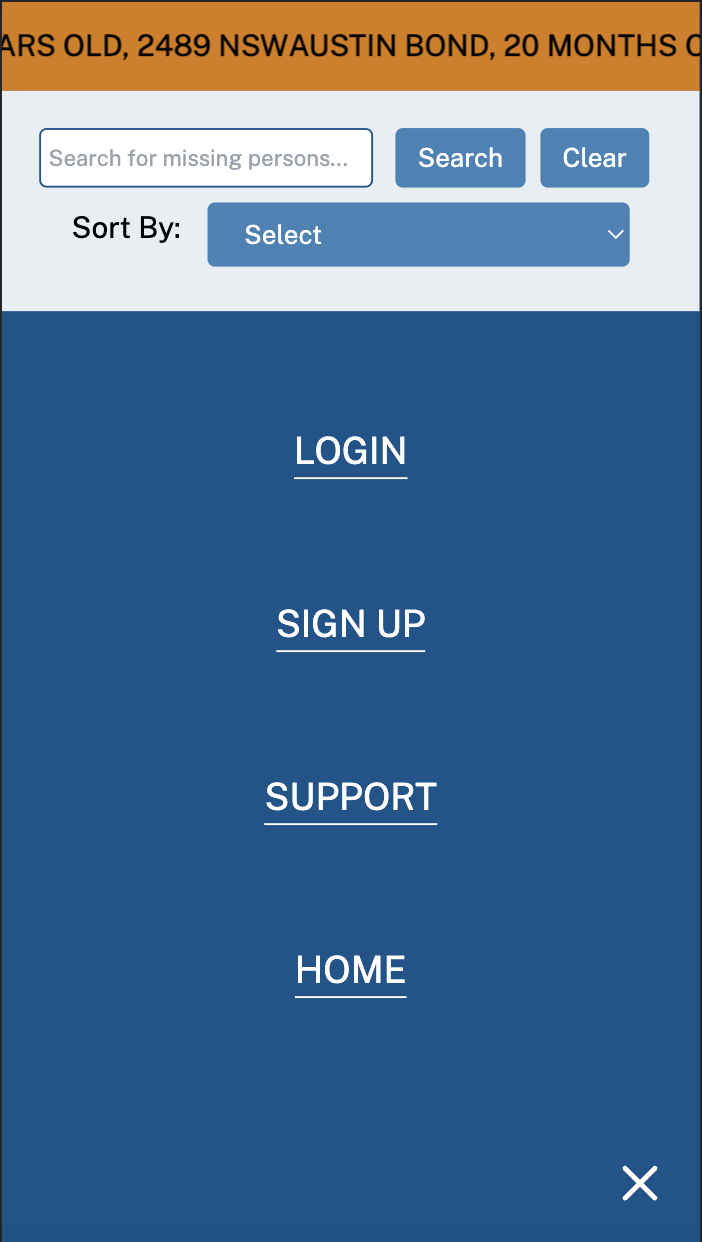 OLD, 2489 NSWAUSTIN BOND, 20 MONTHS
Search for missing persons... Search Clear
Sort By: Select
LOGIN
SIGN UP
SUPPORT
HOME